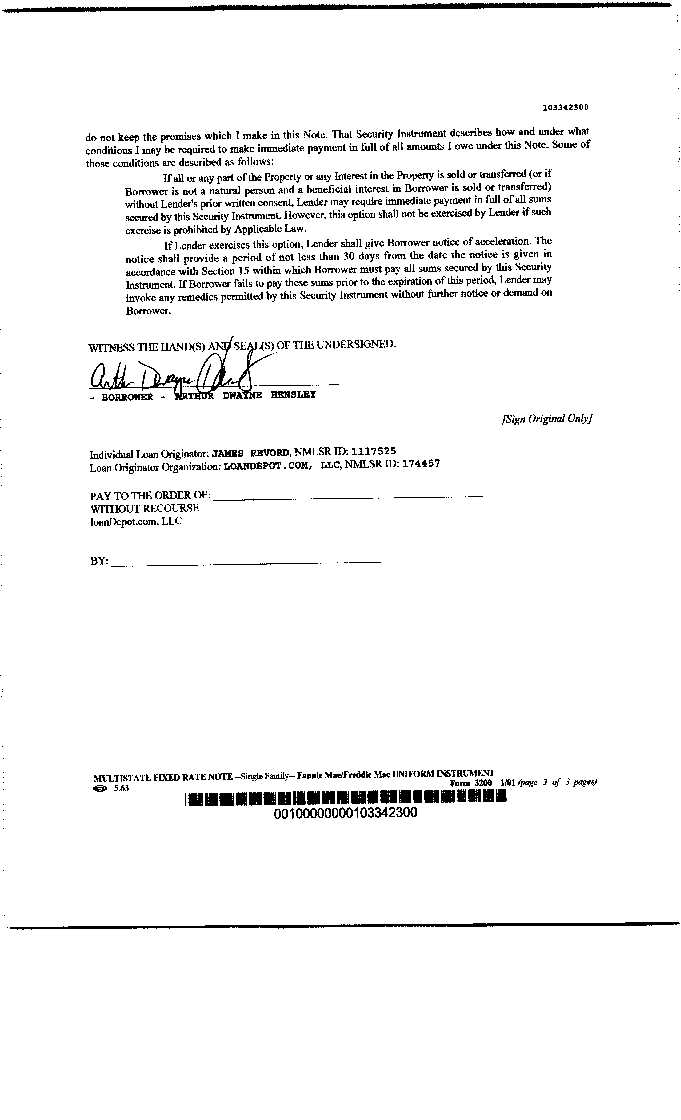 103342300
do not keep the promises which I make in this Note. That Security Instrument describes how and under what
conditions I may be required to make immediate payment in full of all amounts I owe under this Note. Some of
those conditions are described as follows:
If all or any part of the Property or any Interest in the Property is sold or transferred (or if
Borrower is not a natural person and a beneficial interest in Borrower is sold or transferred)
without Lender's prior written consent, Lender may require immediate payment in full of all sums
secured by this Security Instrument. However, this option shall not be exercised by Lender if such
exercise is prohibited by Applicable Law.
If Lender exercises this option, Lender shall give Borrower notice of acceleration. The
notice shall provide a period of not less than 30 days from the date the notice is given in
accordance with Section 15 within which Borrower must pay all sums secured by this Security
Instrument. If Borrower fails to pay these sums prior to the expiration of this period, Lender may
invoke any remedies permitted by this Security Instrument without further notice or demand on
Borrower.
WITNESS THE HAND(S) AND SEAL(S) OF THE UNDERSIGNED.
Arthur Dwayne
- BORROWER - ARTHUR DWAYNE HENSLEY
[Sign Original Only]
Individual Loan Originator: JAMES REVORD, NMLSR ID: 1117525
Loan Originator Organization: LOANDEPOT.COM, LLC, NMLSR ID: 174457
PAY TO THE ORDER OF:
WITHOUT RECOURSE
loanDepot.com, LLC
BY:
MULTISTATE FIXED RATE NOTE--Single Family--Fannie Mae/Freddie Mac UNIFORM INSTRUMENT
5.63 Form 3200 1/01 (page 3 of 3 pages)
00100000000103342300